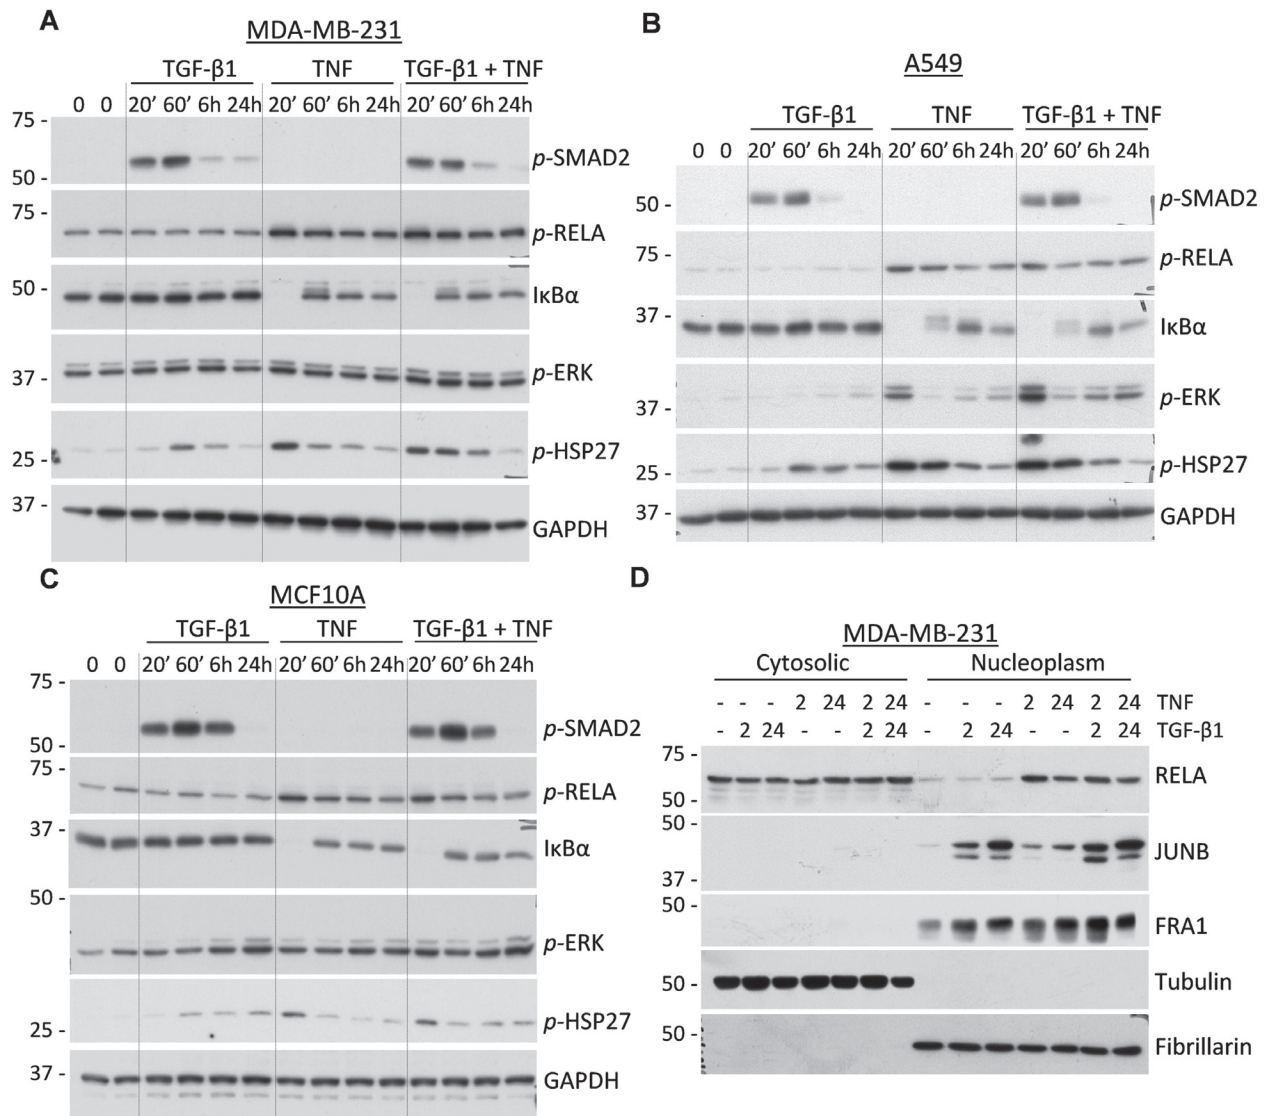 A
MDA-MB-231
TGF-β1 TNF TGF-β1 + TNF
0 0 20’ 60’ 6h 24h 20’ 60’ 6h 24h 20’ 60’ 6h 24h
75 -
p-SMAD2
50 -
75 -
p-RELA
50 -
IκBα
p-ERK
37 -
p-HSP27
25 -
37 -
GAPDH
B
A549
TGF-β1 TNF TGF-β1 + TNF
0 0 20’ 60’ 6h 24h 20’ 60’ 6h 24h 20’ 60’ 6h 24h
50 - p-SMAD2
75 - p-RELA
37 -
IκBα
p-ERK
37 -
p-HSP27
25 -
37 - GAPDH
C
MCF10A
TGF-β1 TNF TGF-β1 + TNF
0 0 20’ 60’ 6h 24h 20’ 60’ 6h 24h 20’ 60’ 6h 24h
75 -
p-SMAD2
50 -
75 -
p-RELA
37 -
IκBα
50 -
p-ERK
p-HSP27
25 -
37 -
GAPDH
D
MDA-MB-231
Cytosolic Nucleoplasm
- - - 2 24 2 24 - - - 2 24 2 24 TNF
- 2 24 - - 2 24 - 2 24 - - 2 24 TGF-β1
75 -
RELA
50 -
50 -
JUNB
37 -
50 -
FRA1
50 - Tubulin
50 -
Fibrillarin